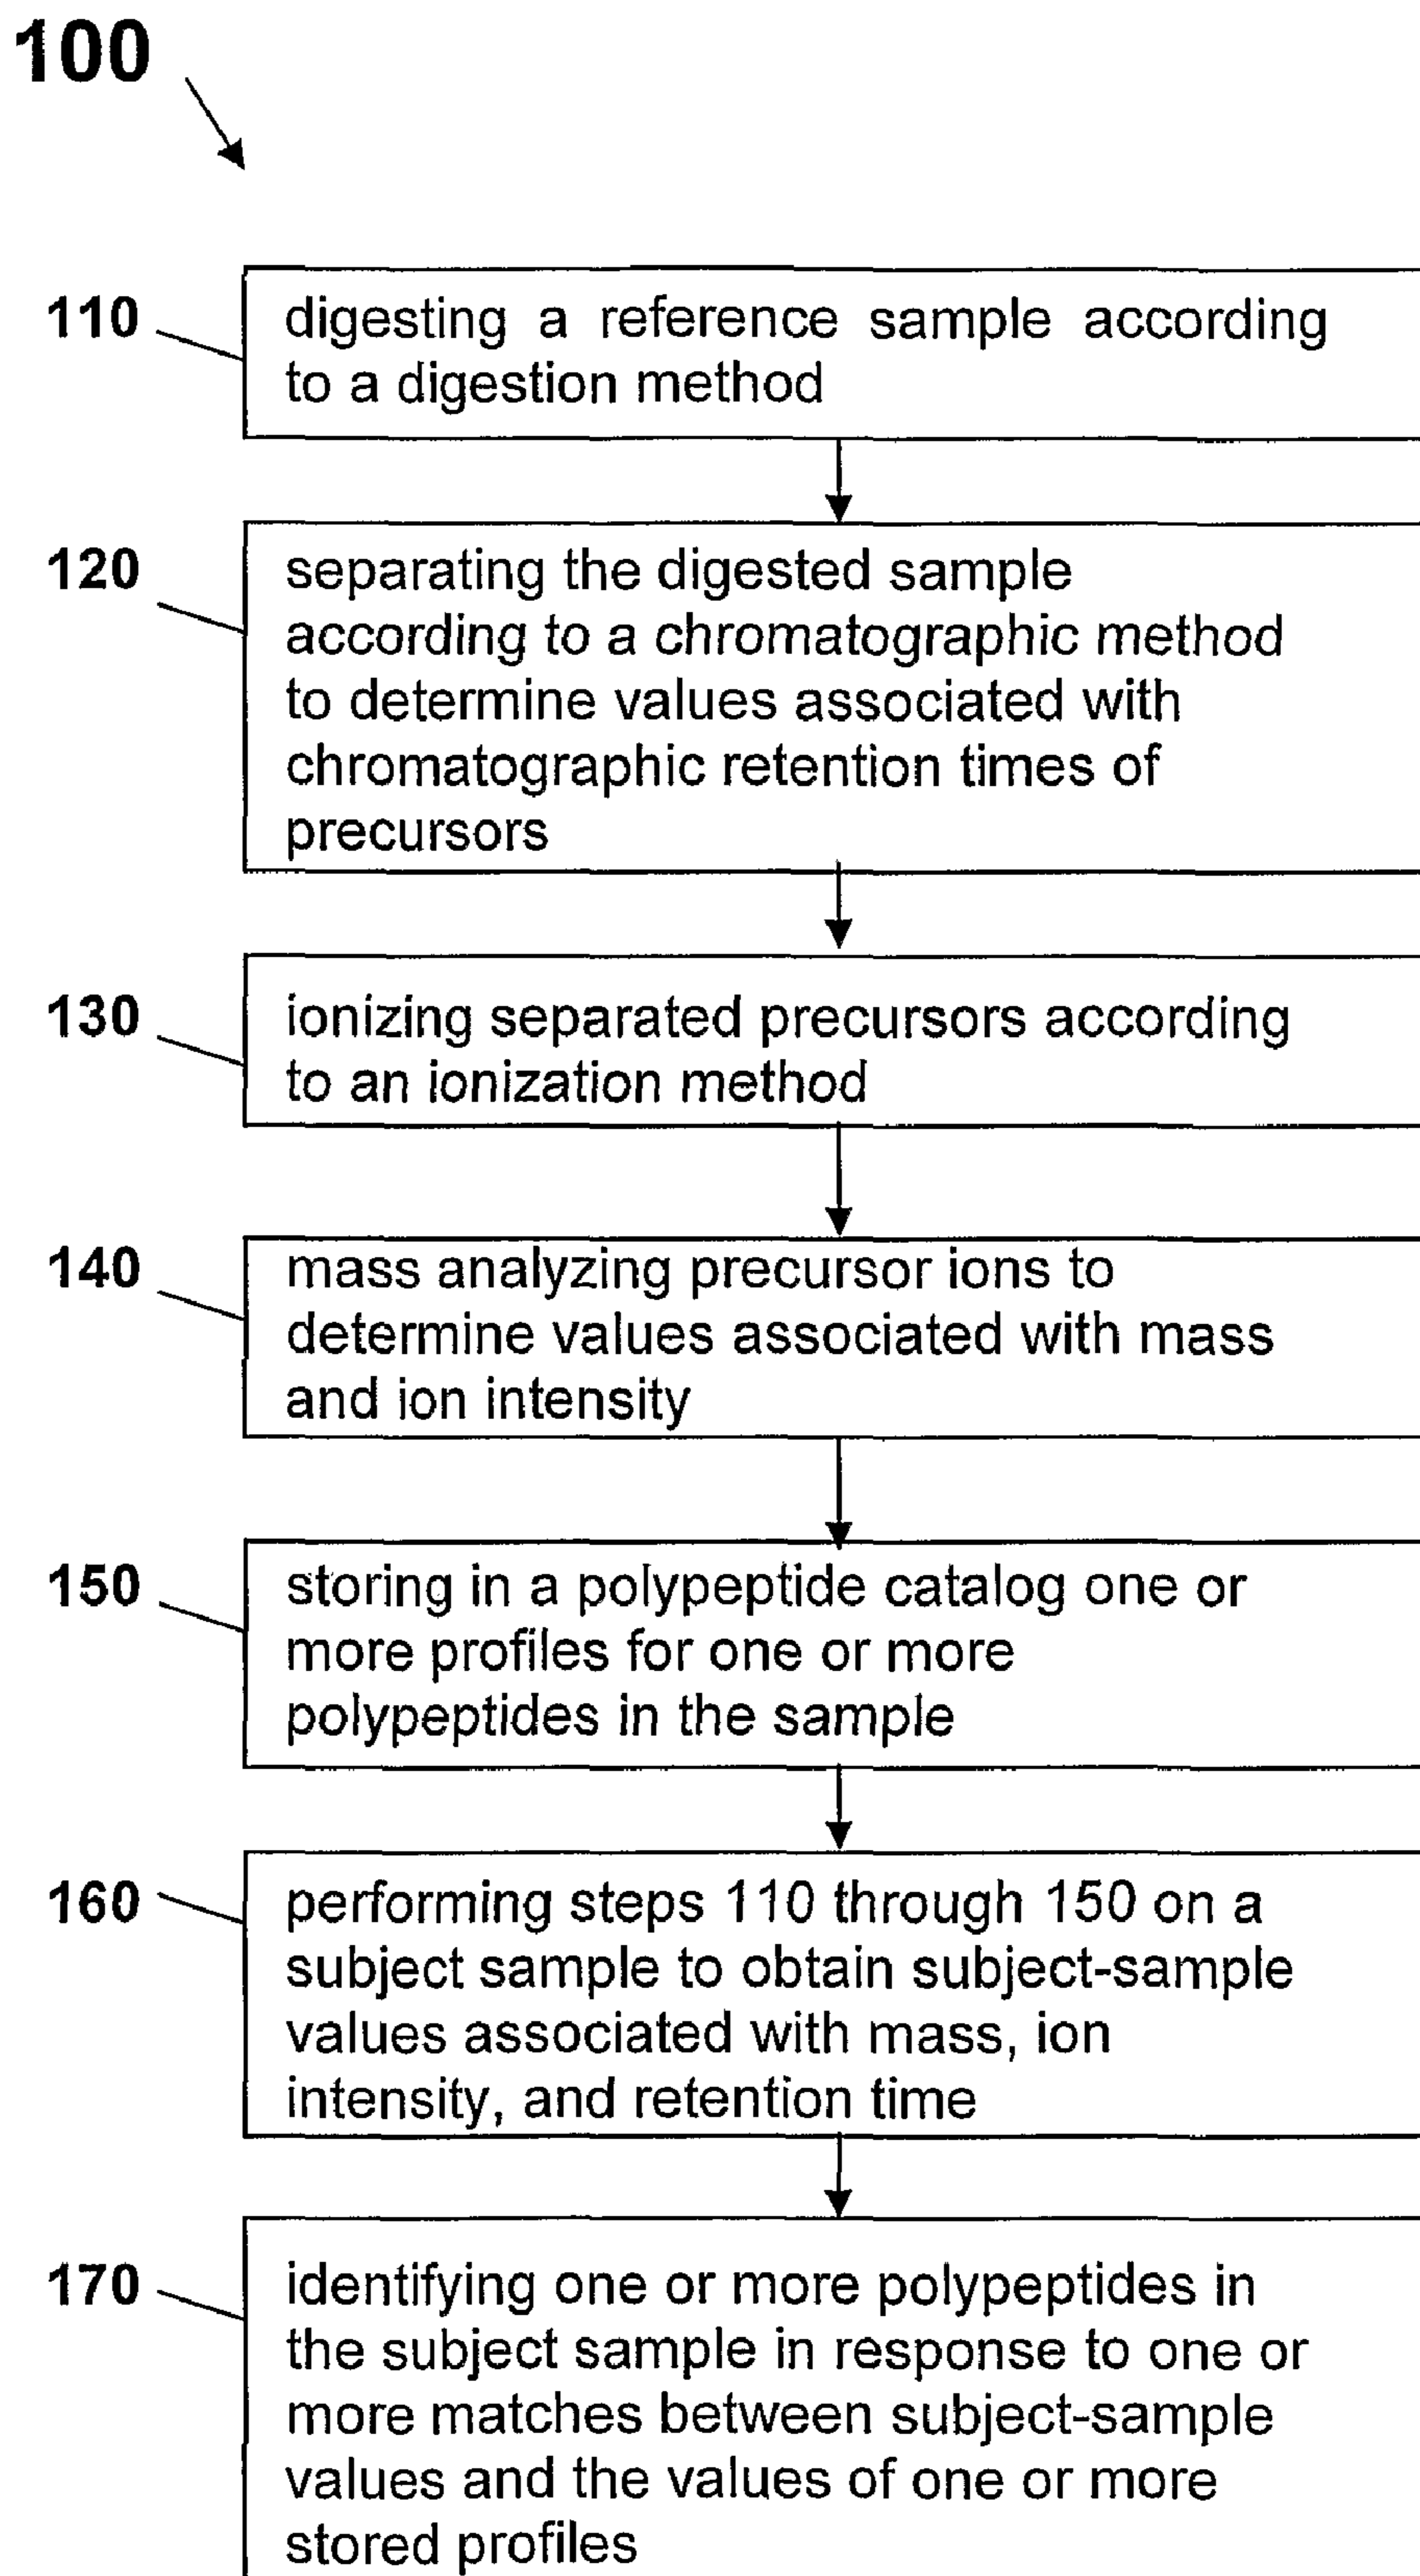 100
110
digesting a reference sample according
to a digestion method
120
separating the digested sample
according to a chromatographic method
to determine values associated with
chromatographic retention times of
precursors
130
ionizing separated precursors according
to an ionization method
140
mass analyzing precursor ions to
determine values associated with mass
and ion intensity
150
storing in a polypeptide catalog one or
more profiles for one or more
polypeptides in the sample
160
performing steps 110 through 150 on a
subject sample to obtain subject-sample
values associated with mass, ion
intensity, and retention time
170
identifying one or more polypeptides in
the subject sample in response to one or
more matches between subject-sample
values and the values of one or more
stored profiles